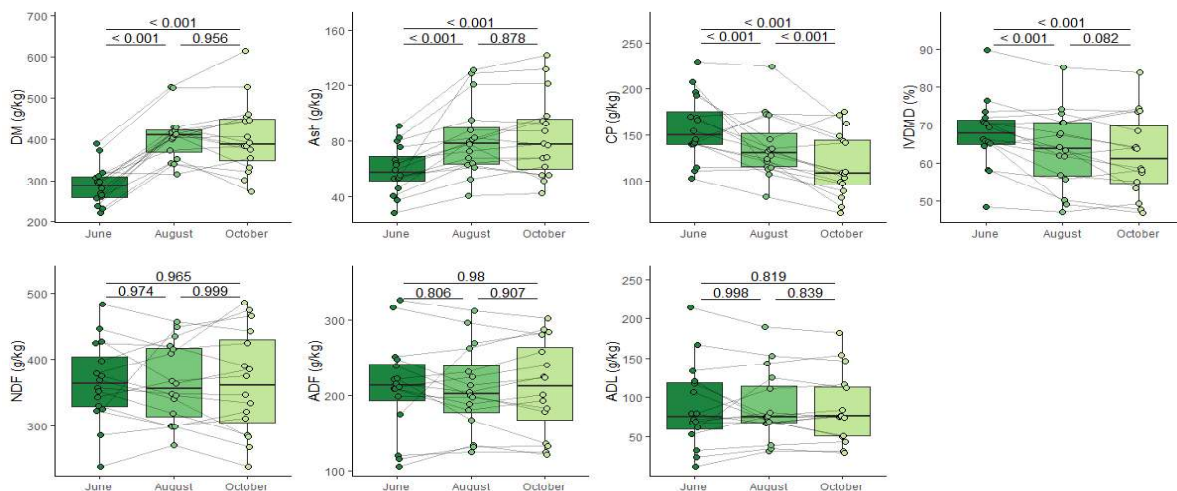 DM (g/kg)
700
600
500
400
300
200
< 0.001
< 0.001 0.956
June August October
Ash (g/kg)
160
120
80
40
< 0.001
< 0.001 0.878
June August October
CP (g/kg)
250
200
150
100
< 0.001
< 0.001 < 0.001
June August October
IVDMD (%)
90
80
70
60
50
< 0.001
< 0.001 0.082
June August October
NDF (g/kg)
500
400
300
0.965
0.974 0.999
June August October
ADF (g/kg)
400
300
200
100
0.98
0.806 0.907
June August October
ADL (g/kg)
250
200
150
100
50
0.819
0.998 0.839
June August October